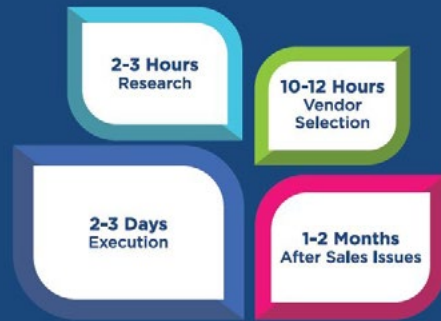 2-3 Hours
Research
10-12 Hours
Vendor
Selection
2-3 Days
Execution
1-2 Months
After Sales Issues